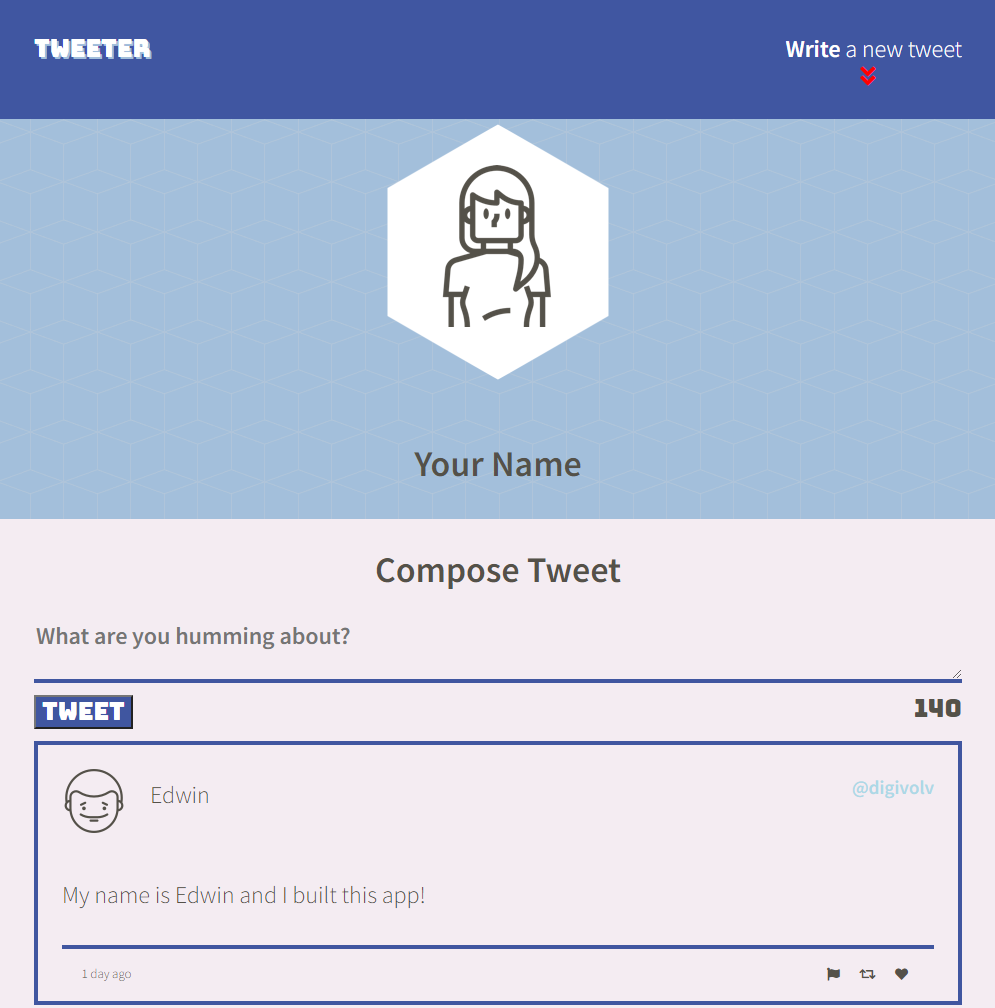 TWEETER
Write a new tweet
Your Name
Compose Tweet
What are you humming about?
TWEET
140
Edwin
@digivolv
My name is Edwin and I built this app!
1 day ago